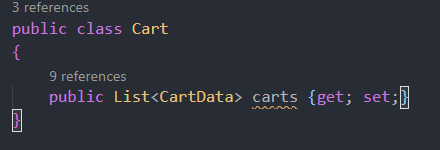 3 references
public class Cart
{
9 references
public List<CartData> carts {get; set;}
}